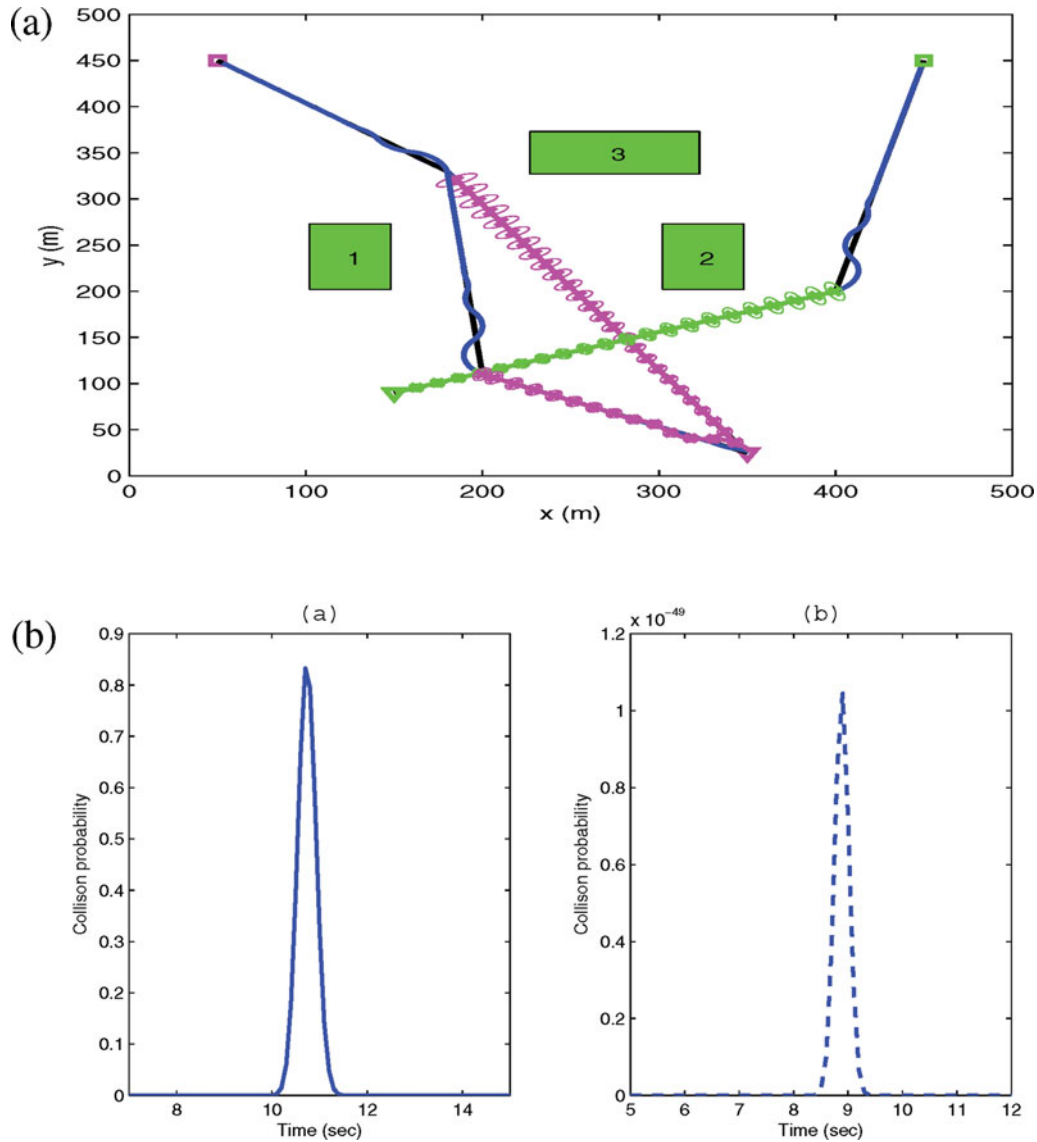 (a)
500
450
400
350
300
250
200
150
100
50
0
y (m)
3
1
2
0 100 200 300 400 500
x (m)
(b)
(a)
0.9
0.8
0.7
0.6
0.5
0.4
0.3
0.2
0.1
0
Collison probability
8 10 12 14
Time (sec)
x 10⁻⁴⁹
(b)
1.2
1
0.8
0.6
0.4
0.2
0
Collison probability
5 6 7 8 9 10 11 12
Time (sec)